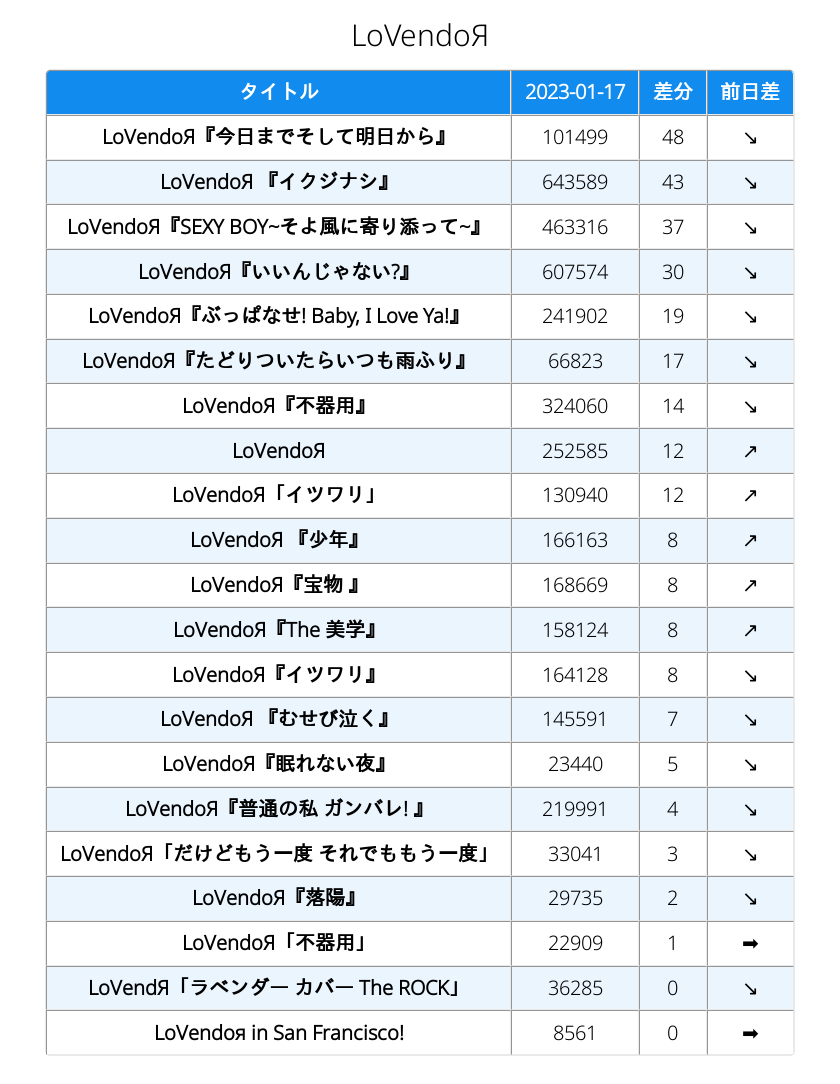 LoVendoЯ
タイトル 2023-01-17 差分 前日差
LoVendoЯ『今日までそして明日から』 101499 48 ↘
LoVendoЯ 『イクジナシ』 643589 43 ↘
LoVendoЯ『SEXY BOY~そよ風に寄り添って~』 463316 37 ↘
LoVendoЯ『いいんじゃない?』 607574 30 ↘
LoVendoЯ『ぶっぱなせ! Baby, I Love Ya!』 241902 19 ↘
LoVendoЯ『たどりついたらいつも雨ふり』 66823 17 ↘
LoVendoЯ『不器用』 324060 14 ↘
LoVendoЯ 252585 12 ↗
LoVendoЯ「イツワリ」 130940 12 ↗
LoVendoЯ 『少年』 166163 8 ↗
LoVendoЯ『宝物 』 168669 8 ↗
LoVendoЯ『The 美学』 158124 8 ↗
LoVendoЯ『イツワリ』 164128 8 ↘
LoVendoЯ 『むせび泣く』 145591 7 ↘
LoVendoЯ『眠れない夜』 23440 5 ↘
LoVendoЯ『普通の私 ガンバレ! 』 219991 4 ↘
LoVendoЯ「だけどもう一度 それでももう一度」 33041 3 ↘
LoVendoЯ『落陽』 29735 2 ↘
LoVendoЯ「不器用」 22909 1 ➡
LoVendЯ「ラベンダー カバー The ROCK」 36285 0 ↘
LoVendoя in San Francisco! 8561 0 ➡